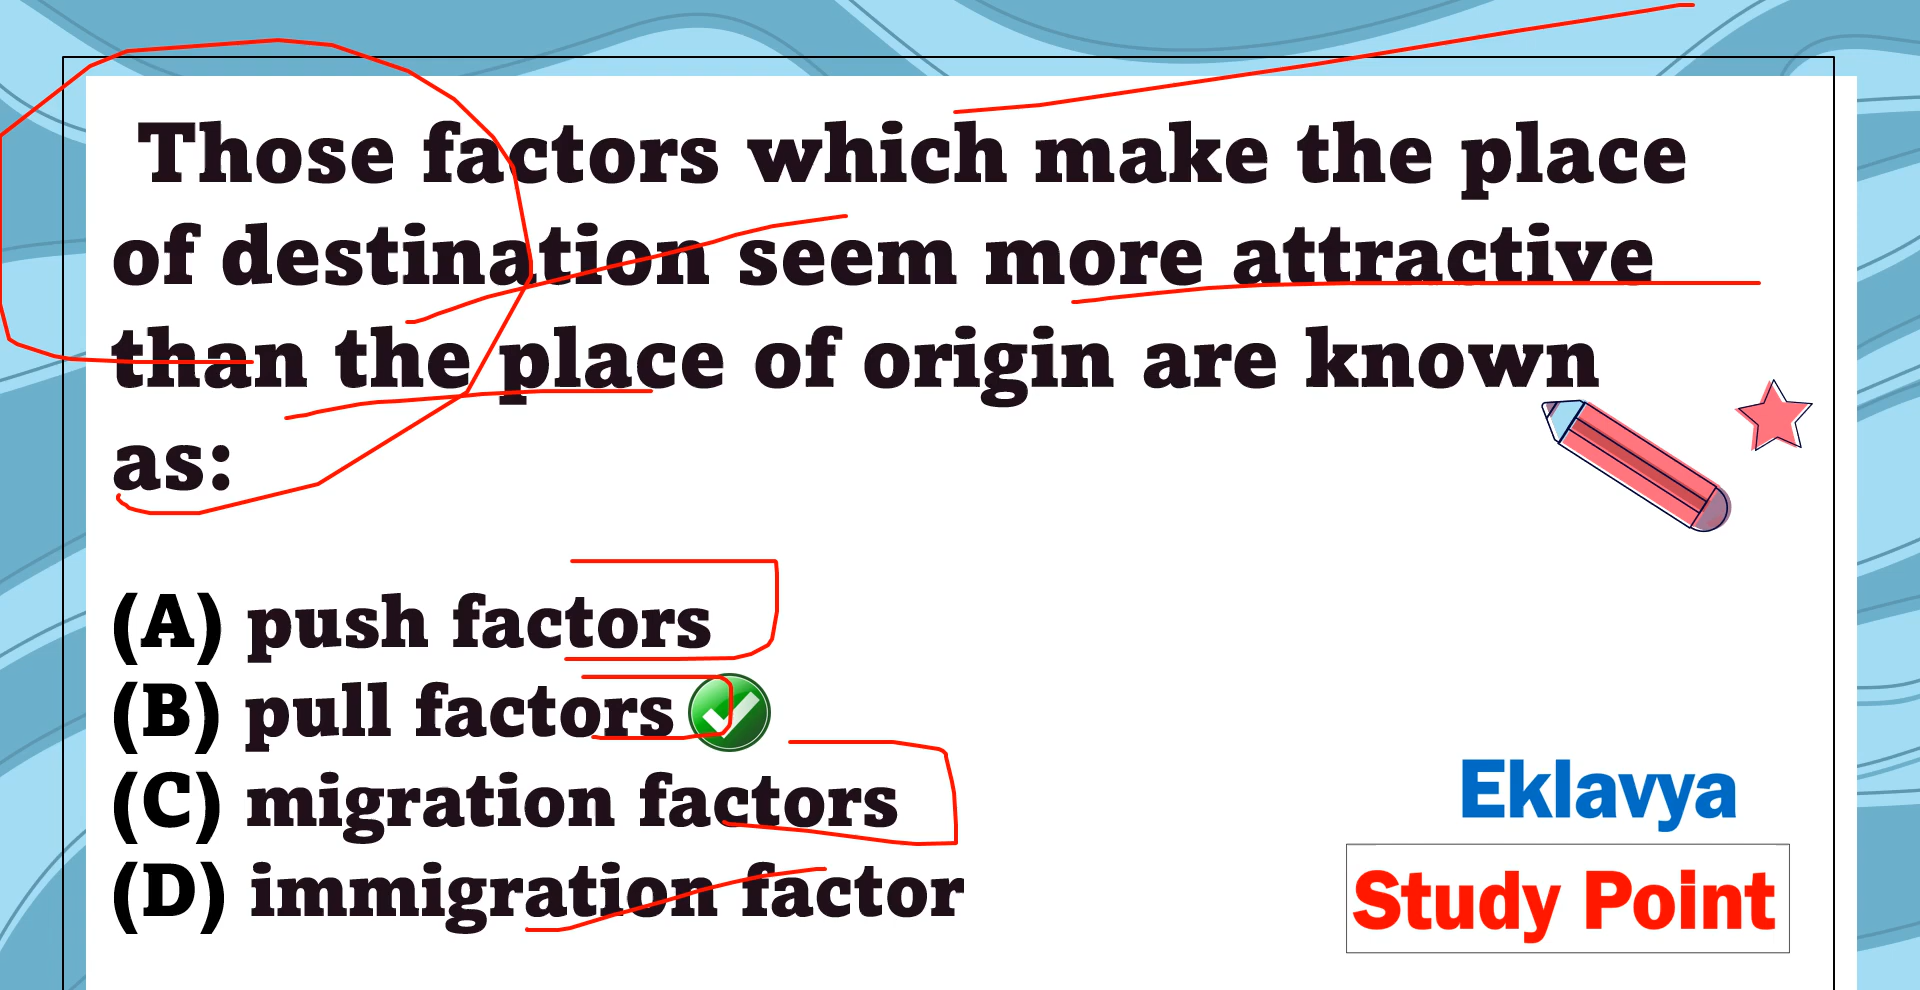 Those factors which make the place
of destination seem more attractive
than the place of origin are known
as:
(A) push factors
(B) pull factors
(C) migration factors
(D) immigration factor
Eklavya
Study Point